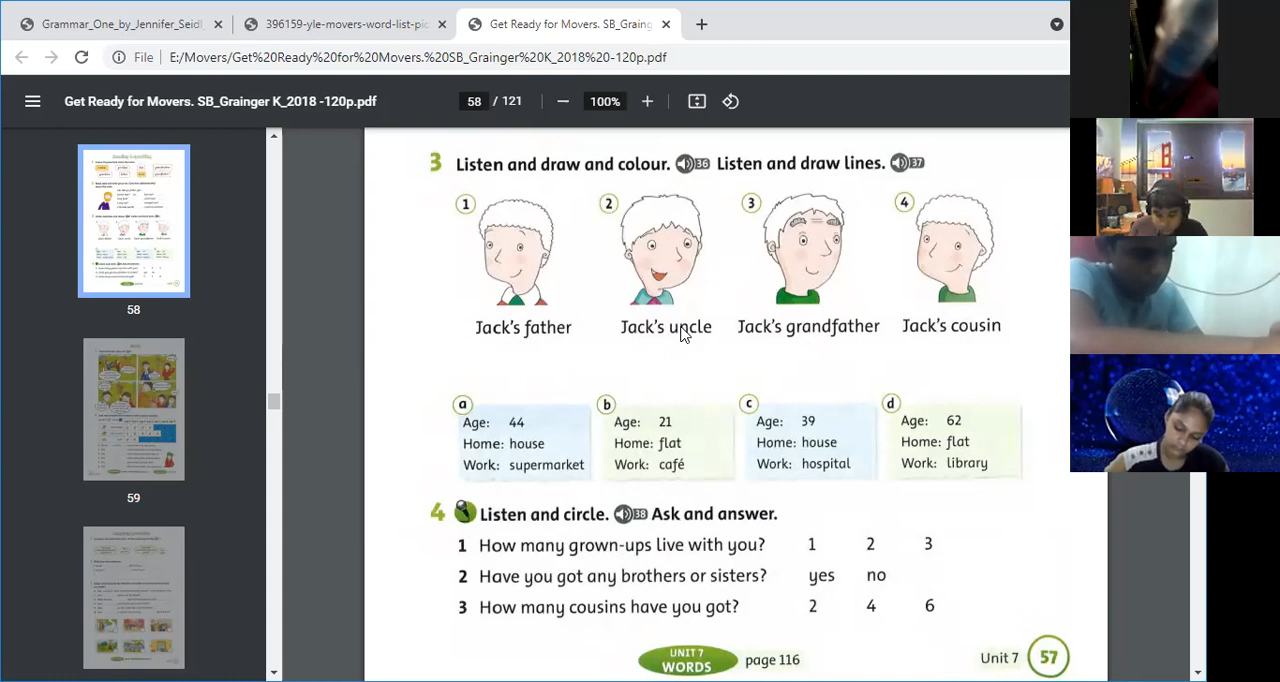 Grammar_One_by_Jennifer_Seidl
396159-yle-movers-word-list-pic
Get Ready for Movers. SB_Graing
File
E:/Movers/Get%20Ready%20for%20Movers.%20SB_Grainger%20K_2018%20-120p.pdf
Get Ready for Movers. SB_Grainger K_2018 -120p.pdf
58 / 121
100%
58
59
3 Listen and draw and colour. 36 Listen and draw lines. 37
1 2 3 4
Jack's father Jack's uncle Jack's grandfather Jack's cousin
a b c d
Age: 44 Age: 21 Age: 39 Age: 62
Home: house Home: flat Home: house Home: flat
Work: supermarket Work: café Work: hospital Work: library
4 Listen and circle. 38 Ask and answer.
1 How many grown-ups live with you? 1 2 3
2 Have you got any brothers or sisters? yes no
3 How many cousins have you got? 2 4 6
UNIT 7
WORDS page 116
Unit 7 57